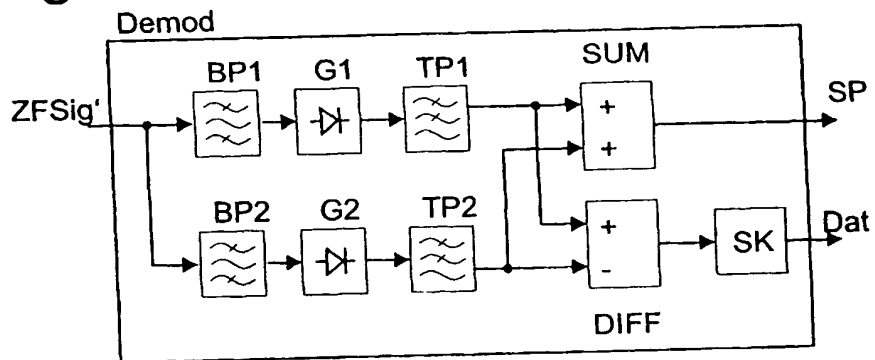 Demod
BP1 G1 TP1 SUM
ZFSig' + + SP
BP2 G2 TP2 + - SK Dat
DIFF